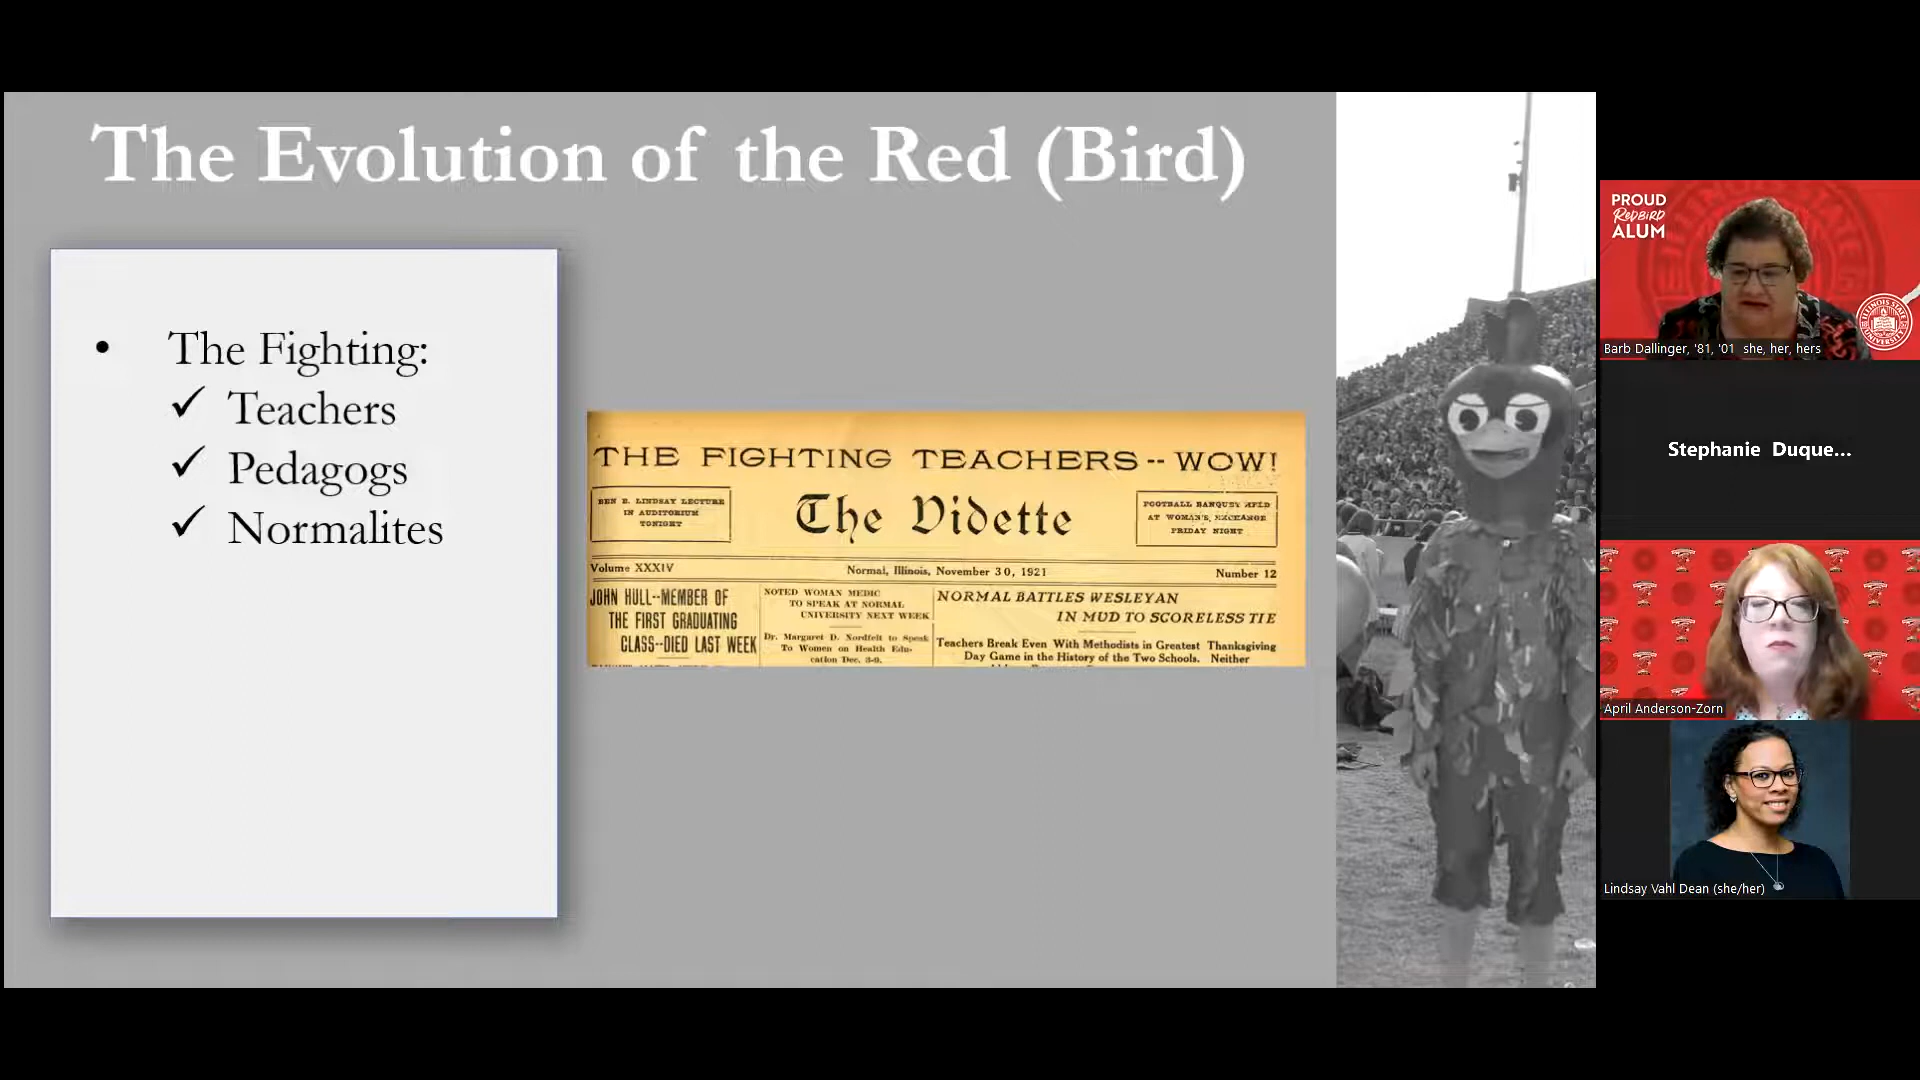 The Evolution of the Red (Bird)
• The Fighting:
✓ Teachers
✓ Pedagogs
✓ Normalites
THE FIGHTING TEACHERS -- WOW!
BEN B. LINDSAY LECTURE
IN AUDITORIUM
TONIGHT
The Vidette
FOOTBALL BANQUET HELD
AT WOMAN'S EXCHANGE
FRIDAY NIGHT
Volume XXXIV
Normal, Illinois, November 30, 1921
Number 12
JOHN HULL--MEMBER OF
THE FIRST GRADUATING
CLASS--DIED LAST WEEK
NOTED WOMAN MEDIC
TO SPEAK AT NORMAL
UNIVERSITY NEXT WEEK
Dr. Margaret D. Nordfelt to Speak
To Women on Health Edu-
cation Dec. 3-9.
NORMAL BATTLES WESLEYAN
IN MUD TO SCORELESS TIE
Teachers Break Even With Methodists in Greatest Thanksgiving
Day Game in the History of the Two Schools. Neither
PROUD
REDBIRD
ALUM
ILLINOIS STATE
UNIVERSITY
Barb Dallinger, '81, '01 she, her, hers
Stephanie Duque...
April Anderson-Zorn
Lindsay Vahl Dean (she/her)